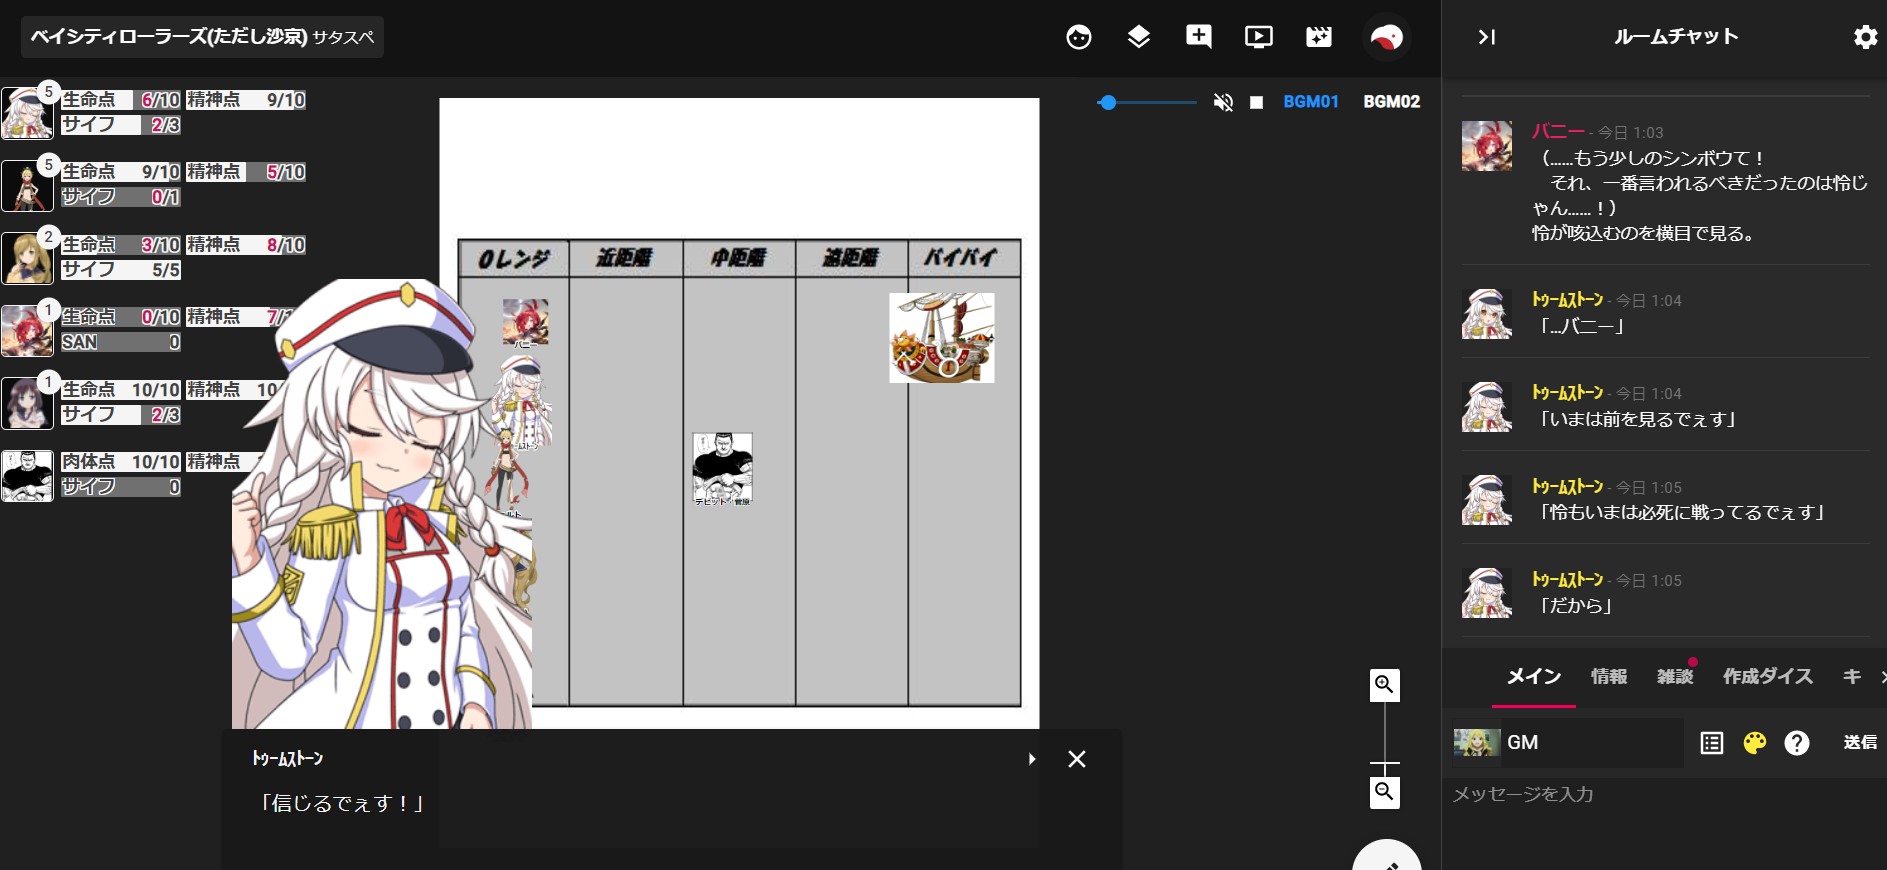 ベイシティローラーズ(ただし沙京) サタスペ
5
生命点 6/10 精神点 9/10
サイフ 2/3
5
生命点 9/10 精神点 5/10
サイフ 0/1
2
生命点 3/10 精神点 8/10
サイフ 5/5
1
生命点 0/10 精神点 7/1
SAN 0
1
生命点 10/10 精神点 10
サイフ 2/3
肉体点 10/10 精神点
サイフ 0
BGM01 BGM02
0レンジ 近距離 中距離 遠距離 バイバイ
バニー
ムストーン
デビット・菅原
ﾄｩｰﾑｽﾄｰﾝ
「信じるでぇす！」
ルームチャット
バニー - 今日 1:03
（……もう少しのシンボウて！
それ、一番言われるべきだったのは怜じ
ゃん……！）
怜が咳込むのを横目で見る。
ﾄｩｰﾑｽﾄｰﾝ - 今日 1:04
「…バニー」
ﾄｩｰﾑｽﾄｰﾝ - 今日 1:04
「いまは前を見るでぇす」
ﾄｩｰﾑｽﾄｰﾝ - 今日 1:05
「怜もいまは必死に戦ってるでぇす」
ﾄｩｰﾑｽﾄｰﾝ - 今日 1:05
「だから」
メイン 情報 雑談 作成ダイス キ
GM 送信
メッセージを入力